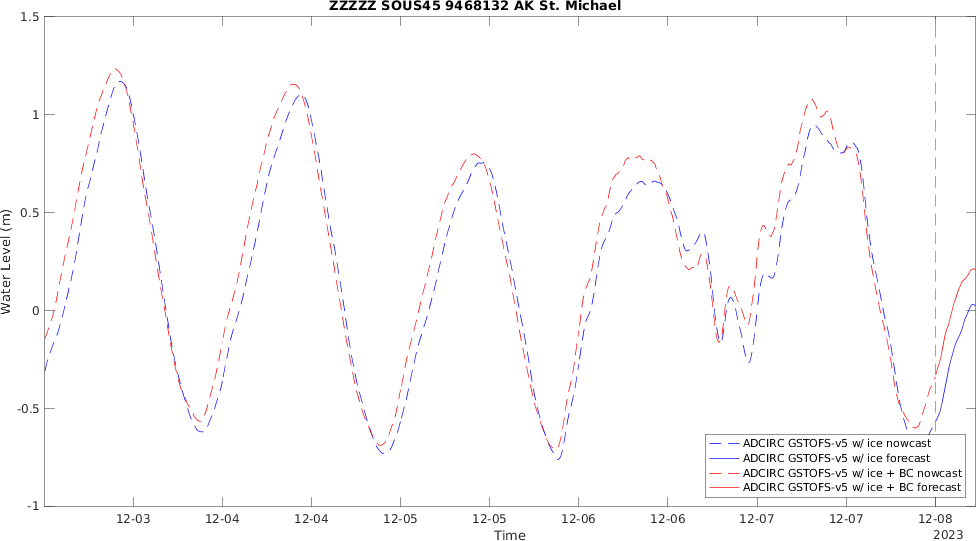 ZZZZZ SOUS45 9468132 AK St. Michael
1.5
1
0.5
0
-0.5
-1
Water Level (m)
12-03
12-04
12-04
12-05
12-05
12-06
12-06
12-07
12-07
12-08
2023
Time
ADCIRC GSTOFS-v5 w/ ice nowcast
ADCIRC GSTOFS-v5 w/ ice forecast
ADCIRC GSTOFS-v5 w/ ice + BC nowcast
ADCIRC GSTOFS-v5 w/ ice + BC forecast